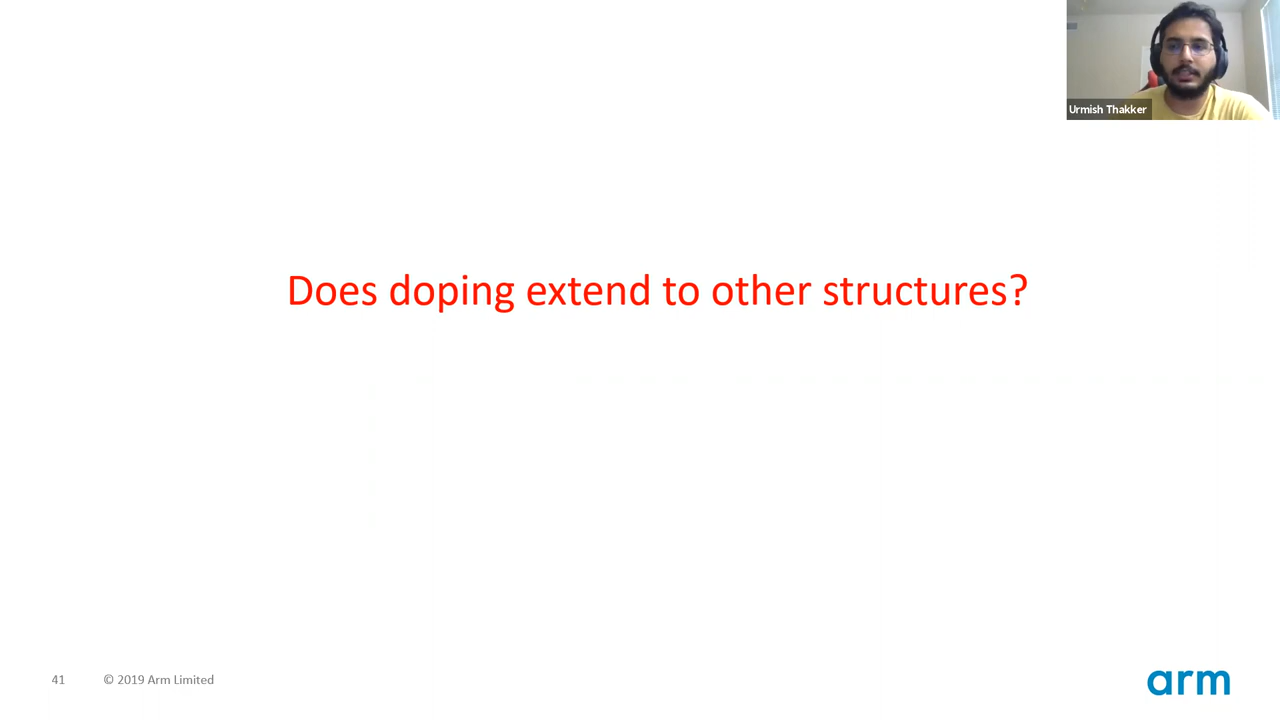 Urmish Thakker
Does doping extend to other structures?
41 © 2019 Arm Limited
arm